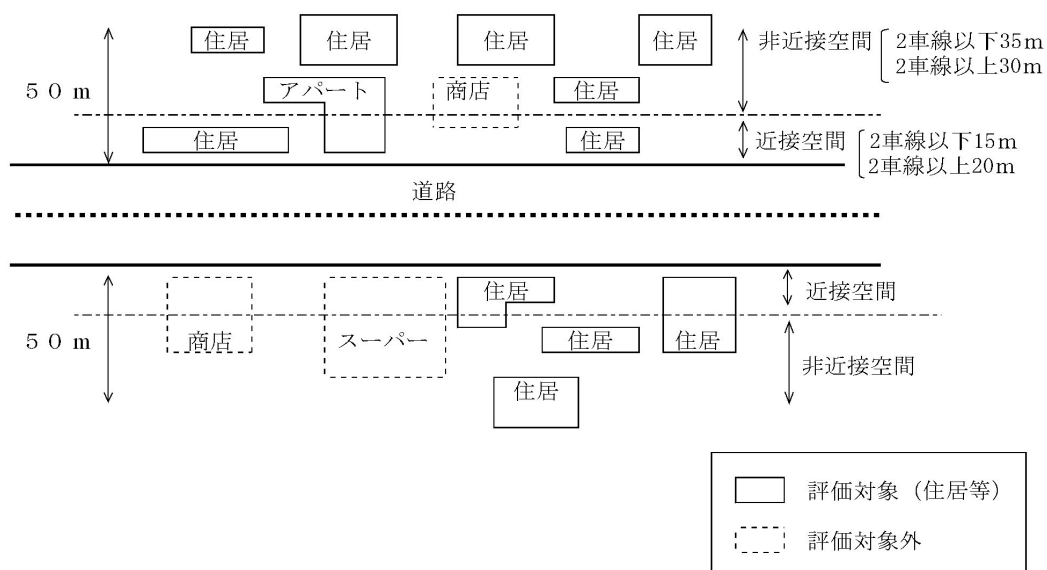 住居 住居 住居 住居
非近接空間 2車線以下35m
2車線以上30m
50m
アパート 商店 住居
住居 住居
近接空間 2車線以下15m
2車線以上20m
道路
住居
近接空間
50m
商店 スーパー 住居 住居
非近接空間
住居
評価対象（住居等）
評価対象外